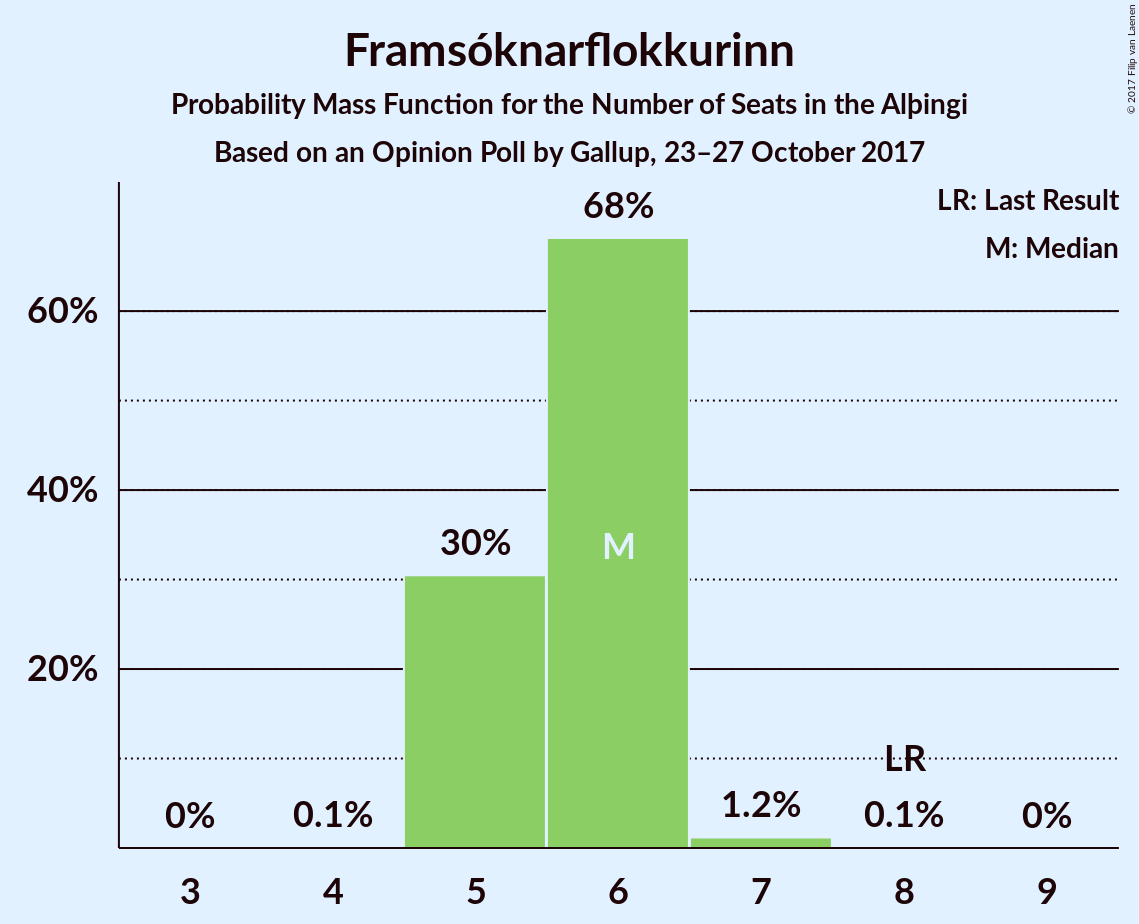 © 2017 Filip van Laenen
Framsóknarflokkurinn
Probability Mass Function for the Number of Seats in the Alþingi
Based on an Opinion Poll by Gallup, 23–27 October 2017
LR: Last Result
M: Median
68%
60%
40%
30%
M
20%
LR
0%
0.1%
1.2%
0.1%
0%
3
4
5
6
7
8
9